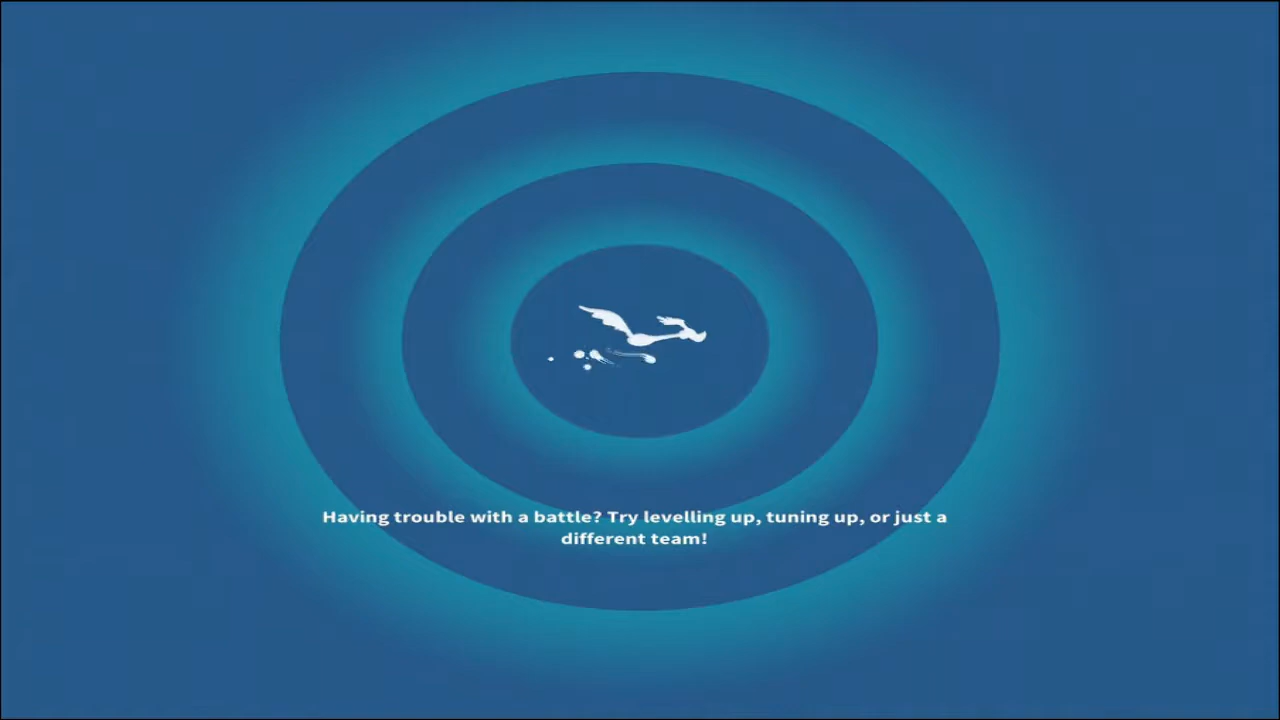 Having trouble with a battle? Try levelling up, tuning up, or just a
different team!